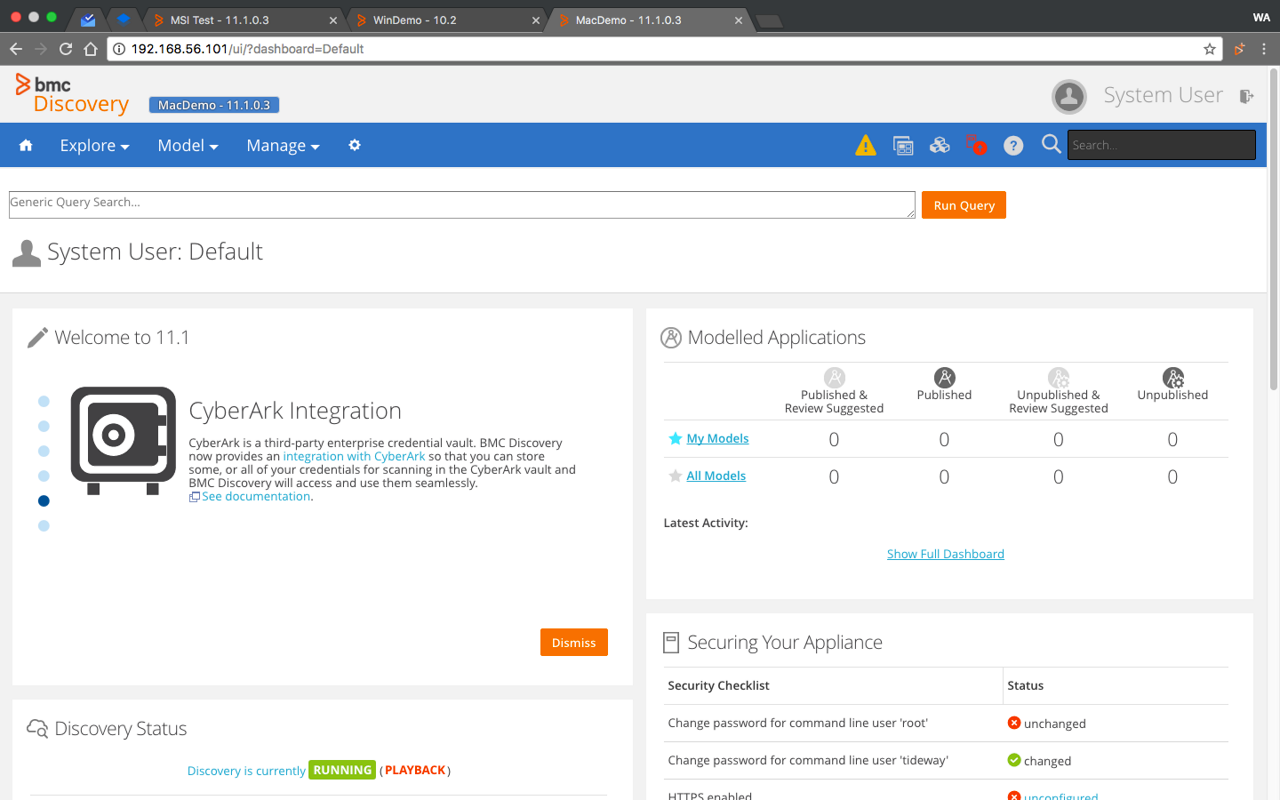 MSI Test - 11.1.0.3
WinDemo - 10.2
MacDemo - 11.1.0.3
WA
192.168.56.101/ui/?dashboard=Default
bmc
Discovery
MacDemo - 11.1.0.3
System User
Explore
Model
Manage
Search...
Generic Query Search...
Run Query
System User: Default
Welcome to 11.1
CyberArk Integration
CyberArk is a third-party enterprise credential vault. BMC Discovery
now provides an integration with CyberArk so that you can store
some, or all of your credentials for scanning in the CyberArk vault and
BMC Discovery will access and use them seamlessly.
See documentation.
Dismiss
Discovery Status
Discovery is currently RUNNING (PLAYBACK)
Modelled Applications
Published &
Review Suggested
Published
Unpublished &
Review Suggested
Unpublished
My Models 0 0 0 0
All Models 0 0 0 0
Latest Activity:
Show Full Dashboard
Securing Your Appliance
Security Checklist Status
Change password for command line user 'root' unchanged
Change password for command line user 'tideway' changed
HTTPS enabled unconfigured